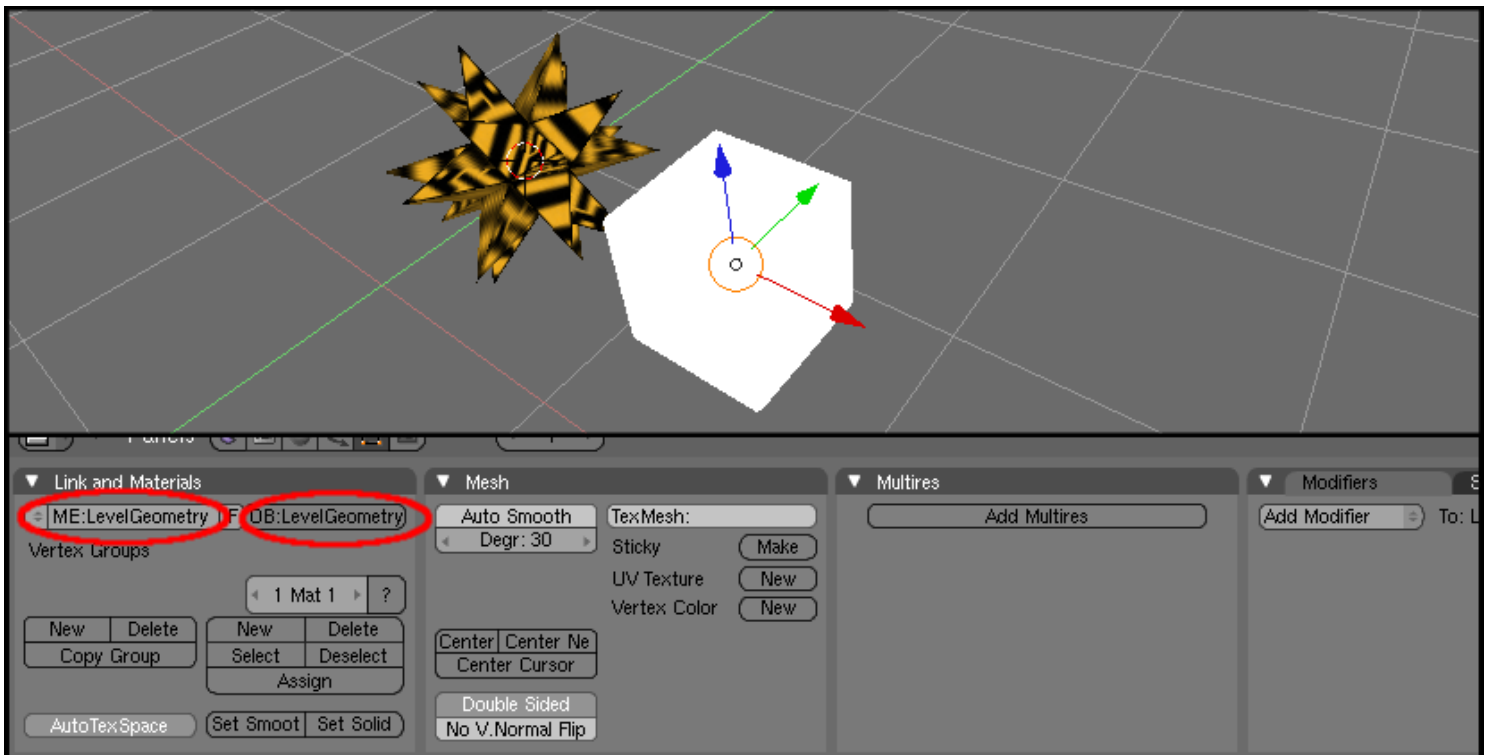 Panels
Link and Materials
ME:LevelGeometry F OB:LevelGeometry
Vertex Groups
1 Mat 1 ?
New Delete New Delete
Copy Group Select Deselect
Assign
AutoTexSpace Set Smoot Set Solid
Mesh
Auto Smooth TexMesh:
Degr: 30 Sticky Make
UV Texture New
Vertex Color New
Center Center Ne
Center Cursor
Double Sided
No V.Normal Flip
Multires
Add Multires
Modifiers S
Add Modifier To: L